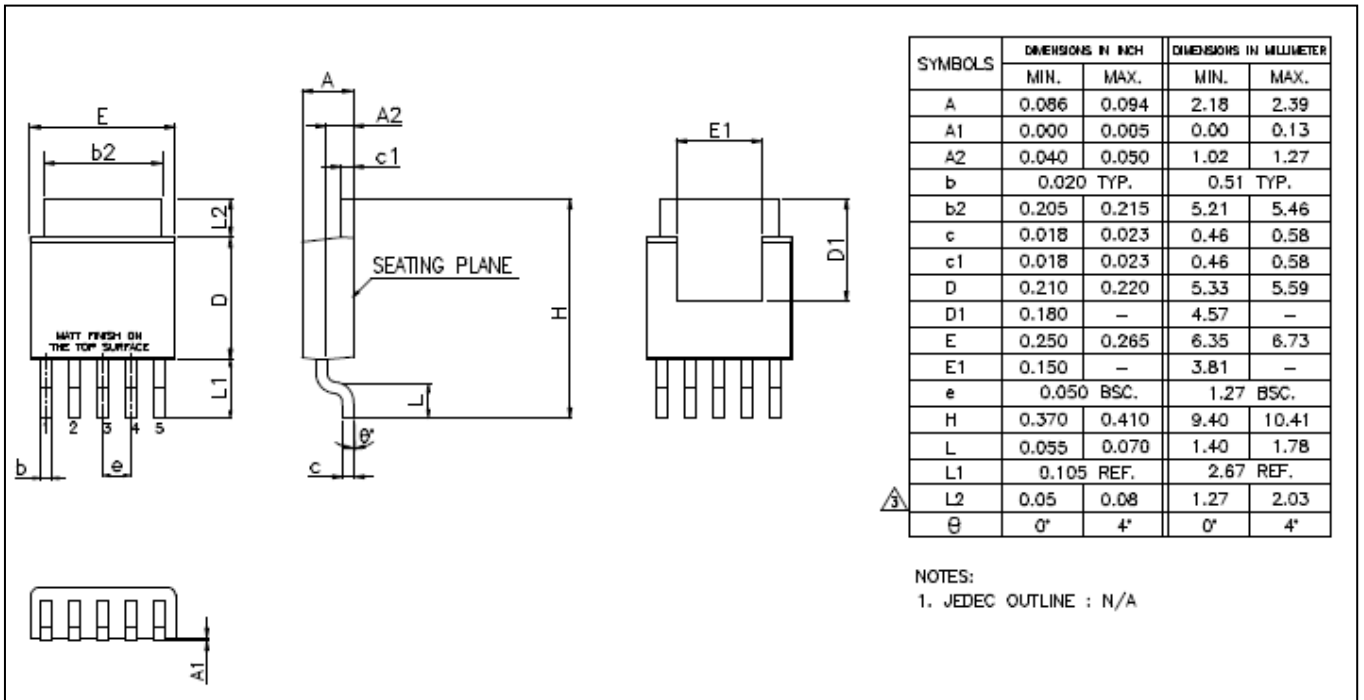 E
b2
L2
D
MATT FINISH ON
THE TOP SURFACE
L1
1 2 3 4 5
b
e
A
A2
c1
SEATING PLANE
H
L
θ°
c
E1
D1
A1
SYMBOLS DIMENSIONS IN INCH DIMENSIONS IN MILLIMETER
MIN. MAX. MIN. MAX.
A 0.086 0.094 2.18 2.39
A1 0.000 0.005 0.00 0.13
A2 0.040 0.050 1.02 1.27
b 0.020 TYP. 0.51 TYP.
b2 0.205 0.215 5.21 5.46
c 0.018 0.023 0.46 0.58
c1 0.018 0.023 0.46 0.58
D 0.210 0.220 5.33 5.59
D1 0.180 – 4.57 –
E 0.250 0.265 6.35 6.73
E1 0.150 – 3.81 –
e 0.050 BSC. 1.27 BSC.
H 0.370 0.410 9.40 10.41
L 0.055 0.070 1.40 1.78
L1 0.105 REF. 2.67 REF.
3 L2 0.05 0.08 1.27 2.03
θ 0° 4° 0° 4°
NOTES:
1. JEDEC OUTLINE : N/A